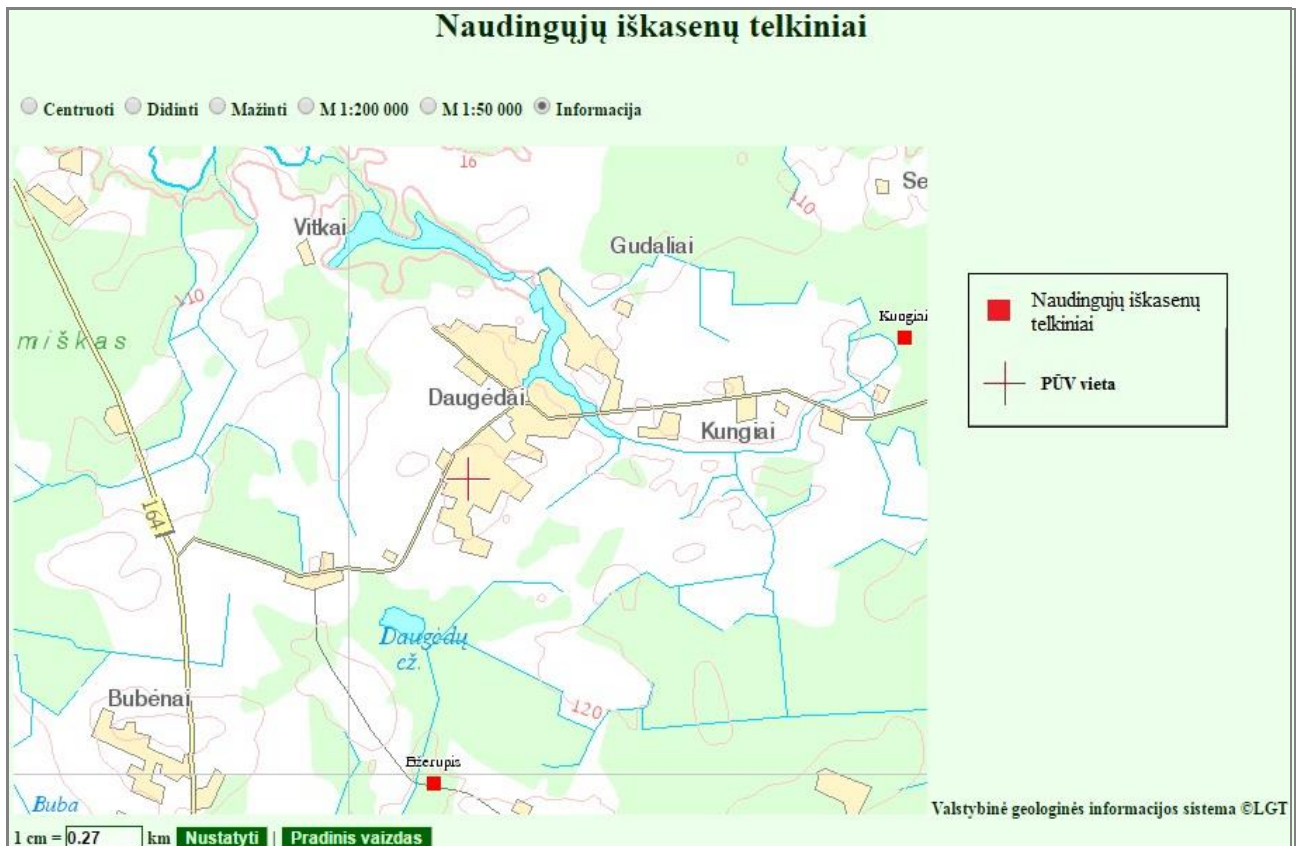 Naudingųjų iškasenų telkiniai
Centruoti Didinti Mažinti M 1:200 000 M 1:50 000 Informacija
16
Se
110
Vitkai
Gudaliai
110
Kungiai
miškas
Naudingųjų iškasenų
telkiniai
PŪV vieta
Daugėdai
Kungiai
164
Daugėdų
ež.
Bubėnai
120
Ežerupis
Buba
Valstybinė geologinės informacijos sistema ©LGT
1 cm = 0.27 km Nustatyti | Pradinis vaizdas